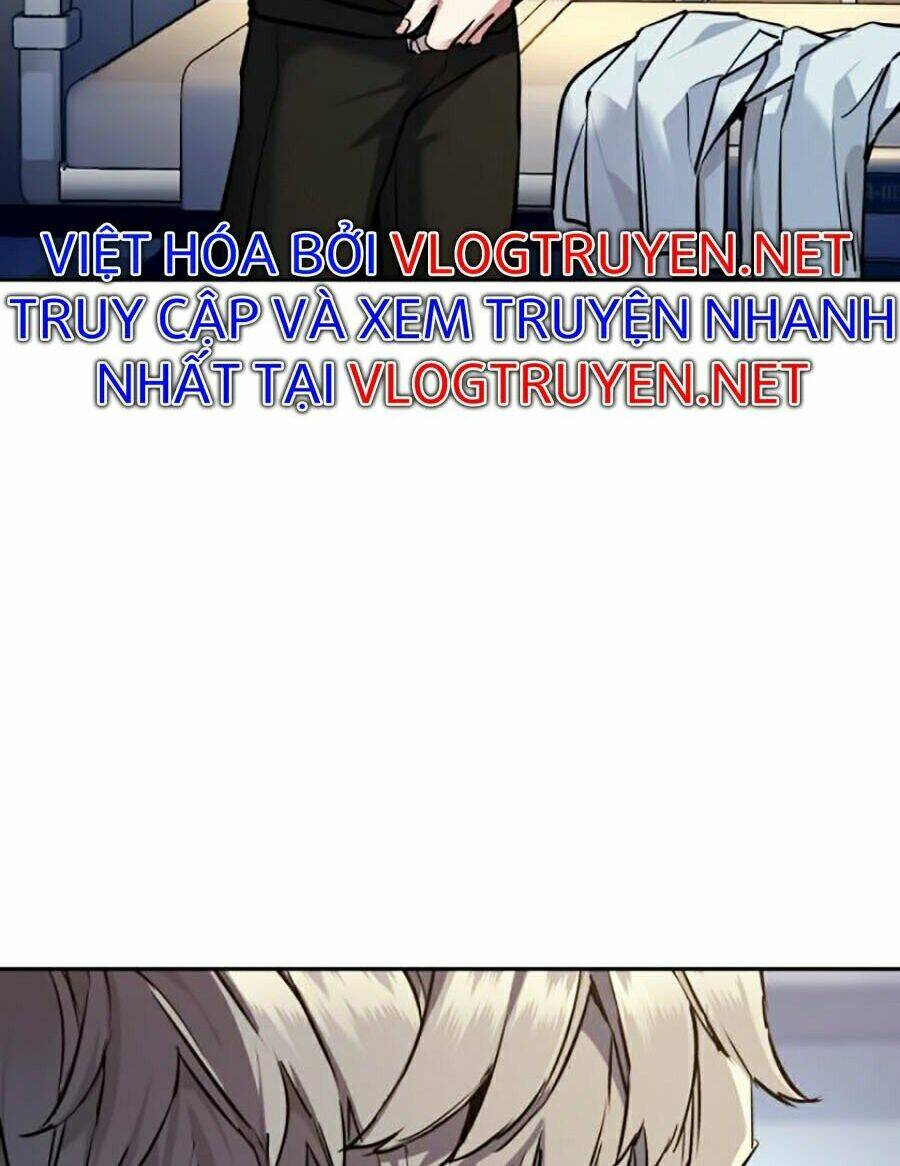 VIỆT HÓA BỞI VLOGTRUYEN.NET
TRUY CẬP VÀ XEM TRUYỆN NHANH
NHẤT TẠI VLOGTRUYEN.NET